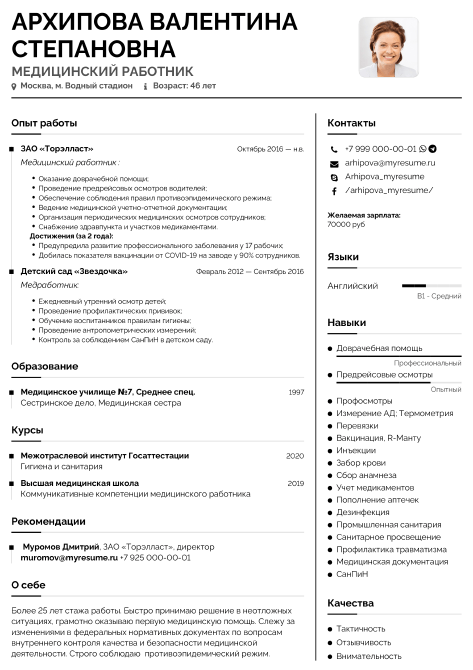 АРХИПОВА ВАЛЕНТИНА
СТЕПАНОВНА
МЕДИЦИНСКИЙ РАБОТНИК
Москва, м. Водный стадион Возраст: 46 лет
Опыт работы
ЗАО «Торэлласт» Октябрь 2016 — н.в.
Медицинский работник :
Оказание доврачебной помощи;
Проведение предрейсовых осмотров водителей;
Обеспечение соблюдения правил противоэпидемического режима;
Ведение медицинской учетно-отчетной документации;
Организация периодических медицинских осмотров сотрудников;
Снабжение здравпункта и участков медикаментами.
Достижения (за 2 года):
Предупредила развитие профессионального заболевания у 17 рабочих;
Добилась показателя вакцинации от COVID-19 на заводе у 90% сотрудников.
Детский сад «Звездочка» Февраль 2012 — Сентябрь 2016
Медработник:
Ежедневный утренний осмотр детей;
Проведение профилактических прививок;
Обучение воспитанников правилам гигиены;
Проведение антропометрических измерений;
Контроль за соблюдением СанПиН в детском саду.
Образование
Медицинское училище №7, Среднее спец. 1997
Сестринское дело, Медицинская сестра
Курсы
Межотраслевой институт Госаттестации 2020
Гигиена и санитария
Высшая медицинская школа 2019
Коммуникативные компетенции медицинского работника
Рекомендации
Муромов Дмитрий, ЗАО «Торэлласт», директор
muromov@myresume.ru +7 925 000-00-01
О себе
Более 25 лет стажа работы. Быстро принимаю решение в неотложных
ситуациях, грамотно оказываю первую медицинскую помощь. Слежу за
изменениями в федеральных нормативных документах по вопросам
внутреннего контроля качества и безопасности медицинской
деятельности. Строго соблюдаю противоэпидемический режим.
Контакты
+7 999 000-00-01
arhipova@myresume.ru
Arhipova_myresume
/arhipova_myresume/
Желаемая зарплата:
70000 руб
Языки
Английский
B1 - Средний
Навыки
Доврачебная помощь
Профессиональный
Предрейсовые осмотры
Опытный
Профосмотры
Измерение АД; Термометрия
Перевязки
Вакцинация, R-Манту
Инъекции
Забор крови
Сбор анамнеза
Учет медикаментов
Пополнение аптечек
Дезинфекция
Промышленная санитария
Санитарное просвещение
Профилактика травматизма
Медицинская документация
СанПиН
Качества
Тактичность
Отзывчивость
Внимательность